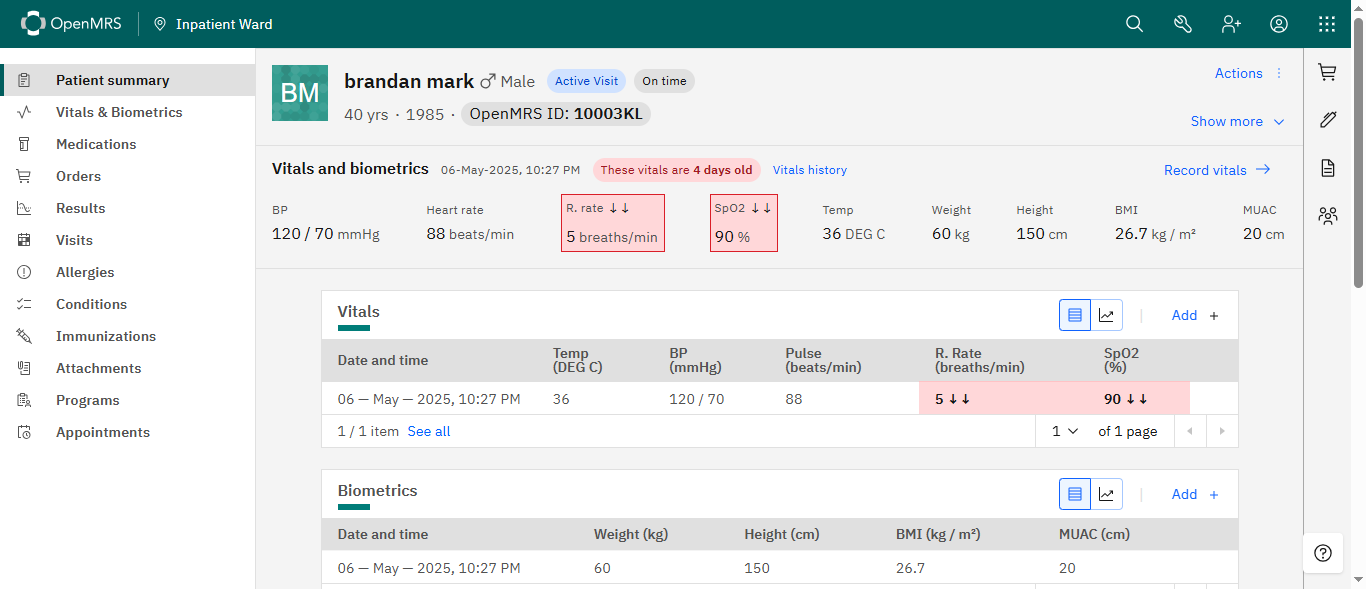 OpenMRS Inpatient Ward
Patient summary
Vitals & Biometrics
Medications
Orders
Results
Visits
Allergies
Conditions
Immunizations
Attachments
Programs
Appointments
BM
brandan mark Male Active Visit On time
40 yrs · 1985 · OpenMRS ID: 10003KL
Actions
Show more
Vitals and biometrics 06-May-2025, 10:27 PM These vitals are 4 days old Vitals history Record vitals →
BP Heart rate R. rate ↓↓ SpO2 ↓↓ Temp Weight Height BMI MUAC
120 / 70 mmHg 88 beats/min 5 breaths/min 90 % 36 DEG C 60 kg 150 cm 26.7 kg / m² 20 cm
Vitals Add +
Date and time Temp (DEG C) BP (mmHg) Pulse (beats/min) R. Rate (breaths/min) SpO2 (%)
06 — May — 2025, 10:27 PM 36 120 / 70 88 5 ↓↓ 90 ↓↓
1 / 1 item See all 1 of 1 page
Biometrics Add +
Date and time Weight (kg) Height (cm) BMI (kg / m²) MUAC (cm)
06 — May — 2025, 10:27 PM 60 150 26.7 20